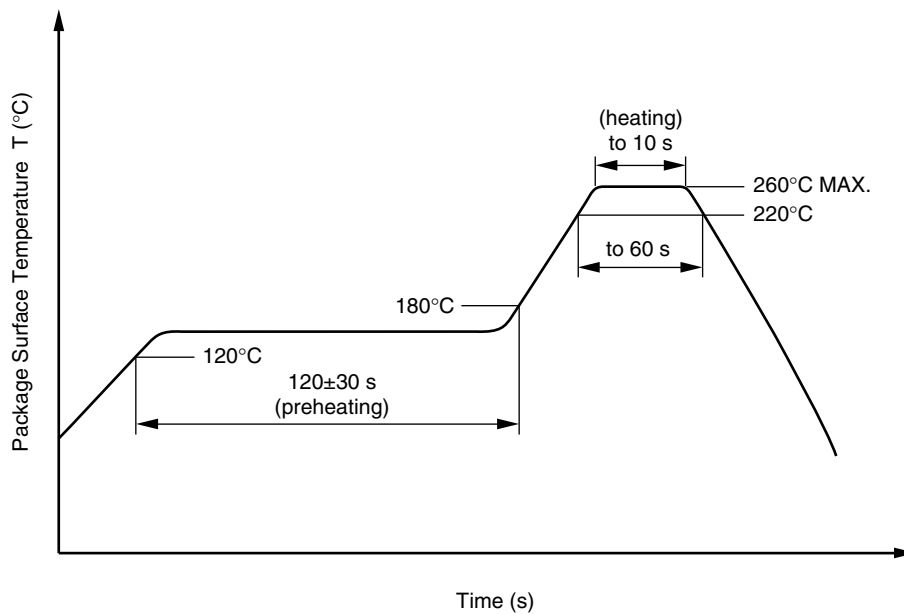 Package Surface Temperature T (°C)
(heating)
to 10 s
260°C MAX.
220°C
to 60 s
180°C
120°C
120±30 s
(preheating)
Time (s)